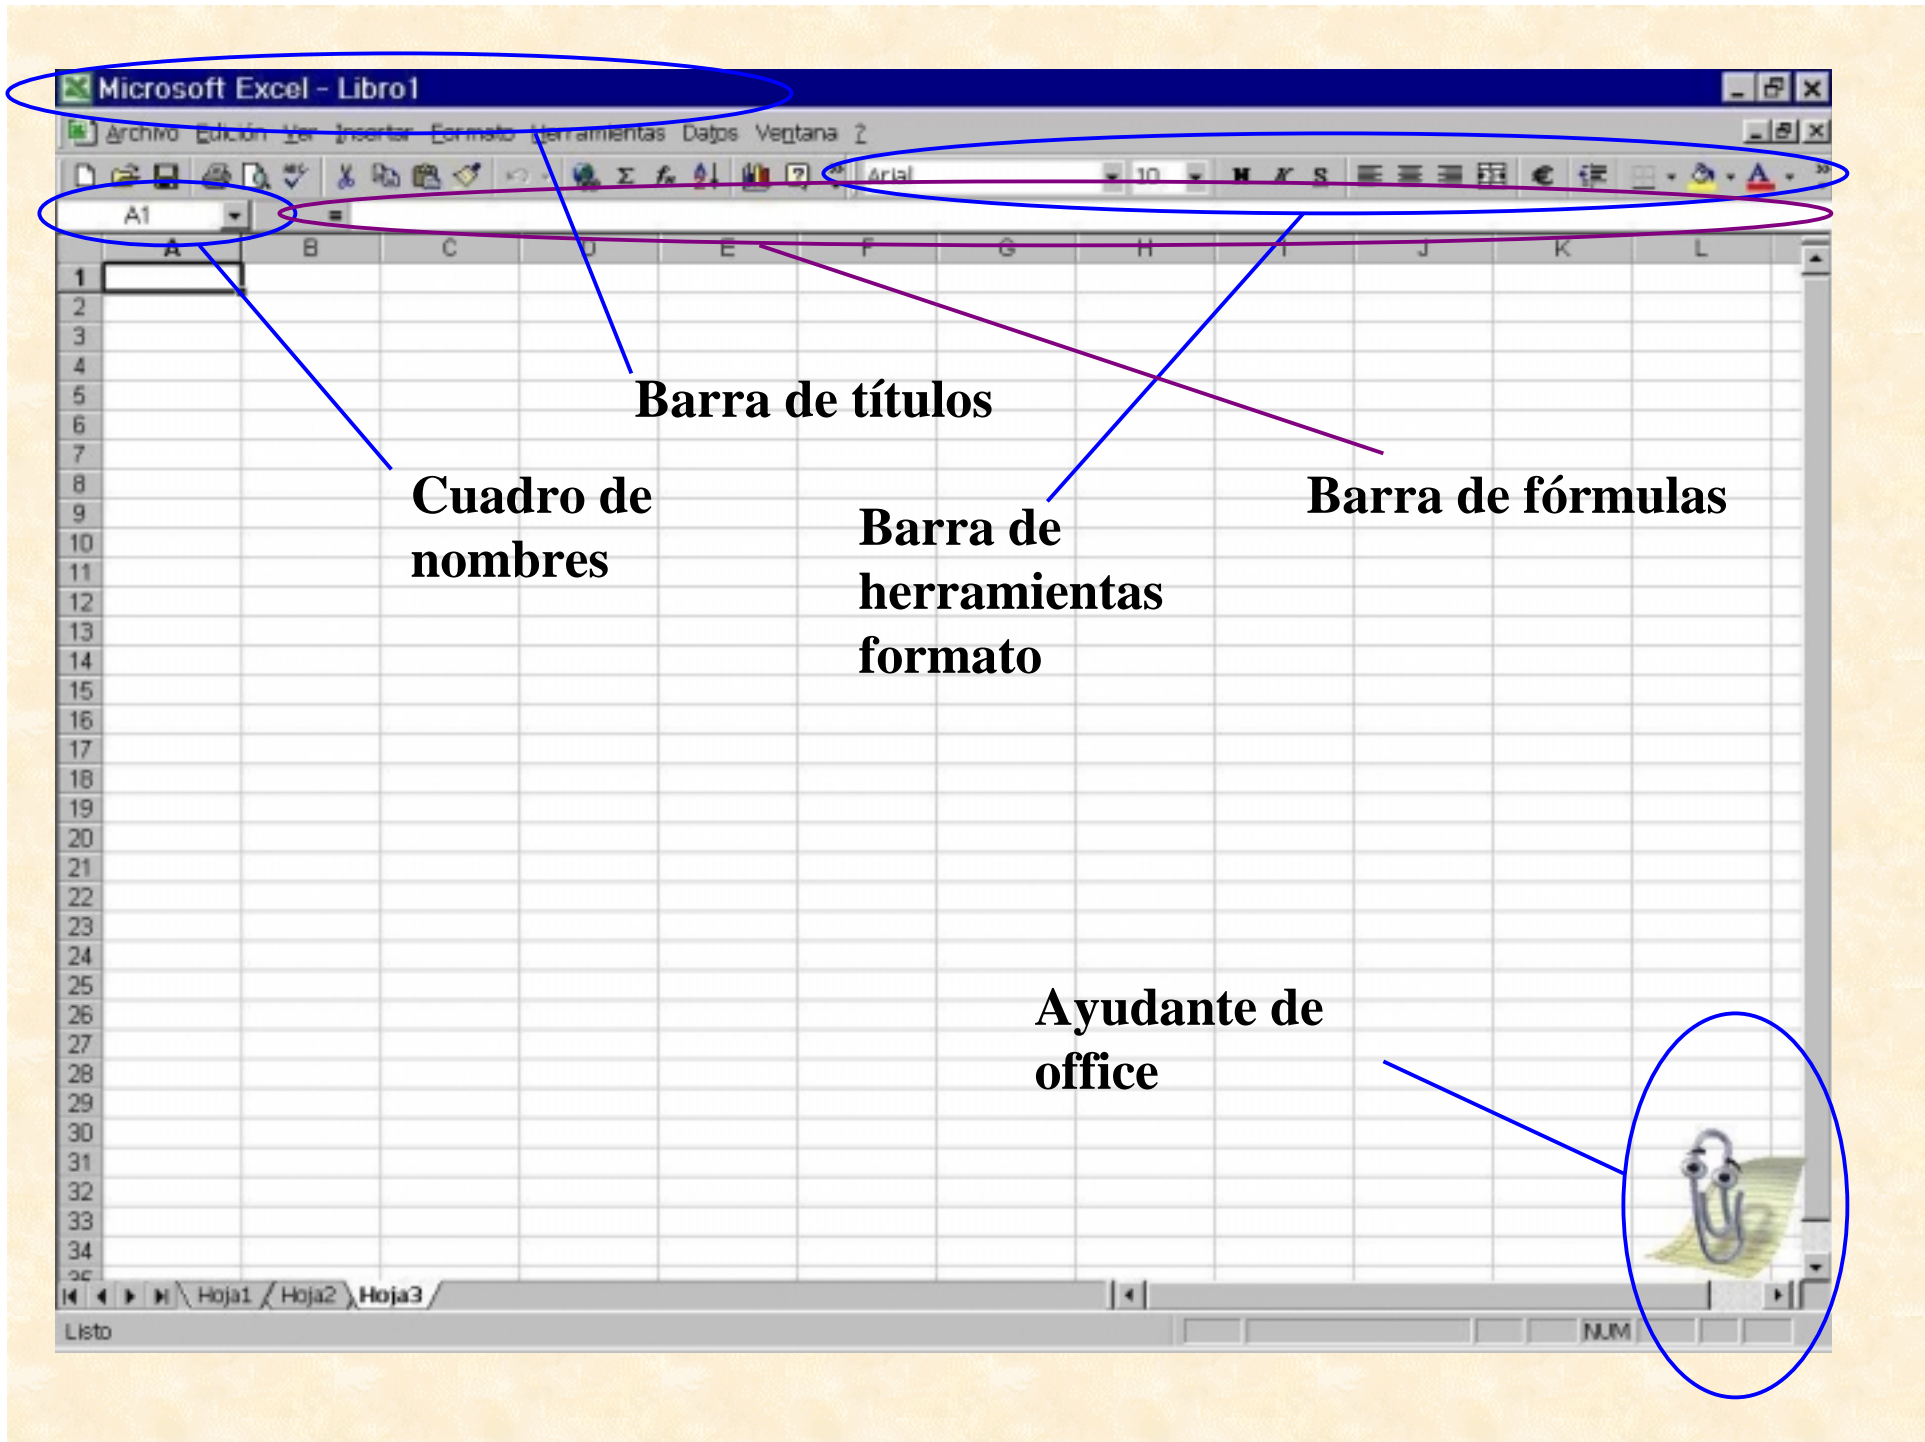 Microsoft Excel - Libro1
Archivo Edición Ver Insertar Formato Herramientas Datos Ventana ?
Arial 10 N K S €
A1 =
A B C D E F G H I J K L
1
2
3
4
5
6
7
8
9
10
11
12
13
14
15
16
17
18
19
20
21
22
23
24
25
26
27
28
29
30
31
32
33
34
35
Barra de títulos
Cuadro de
nombres
Barra de
herramientas
formato
Barra de fórmulas
Ayudante de
office
Hoja1 Hoja2 Hoja3
Listo NUM